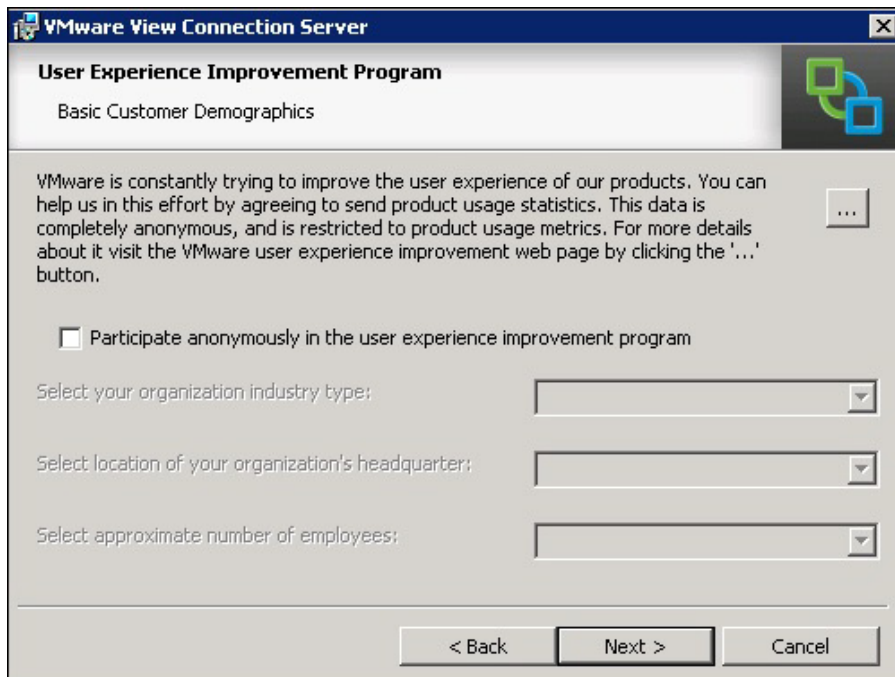 VMware View Connection Server
User Experience Improvement Program
Basic Customer Demographics
VMware is constantly trying to improve the user experience of our products. You can
help us in this effort by agreeing to send product usage statistics. This data is
completely anonymous, and is restricted to product usage metrics. For more details
about it visit the VMware user experience improvement web page by clicking the '...'
button.
...
Participate anonymously in the user experience improvement program
Select your organization industry type:
Select location of your organization's headquarter:
Select approximate number of employees:
< Back
Next >
Cancel